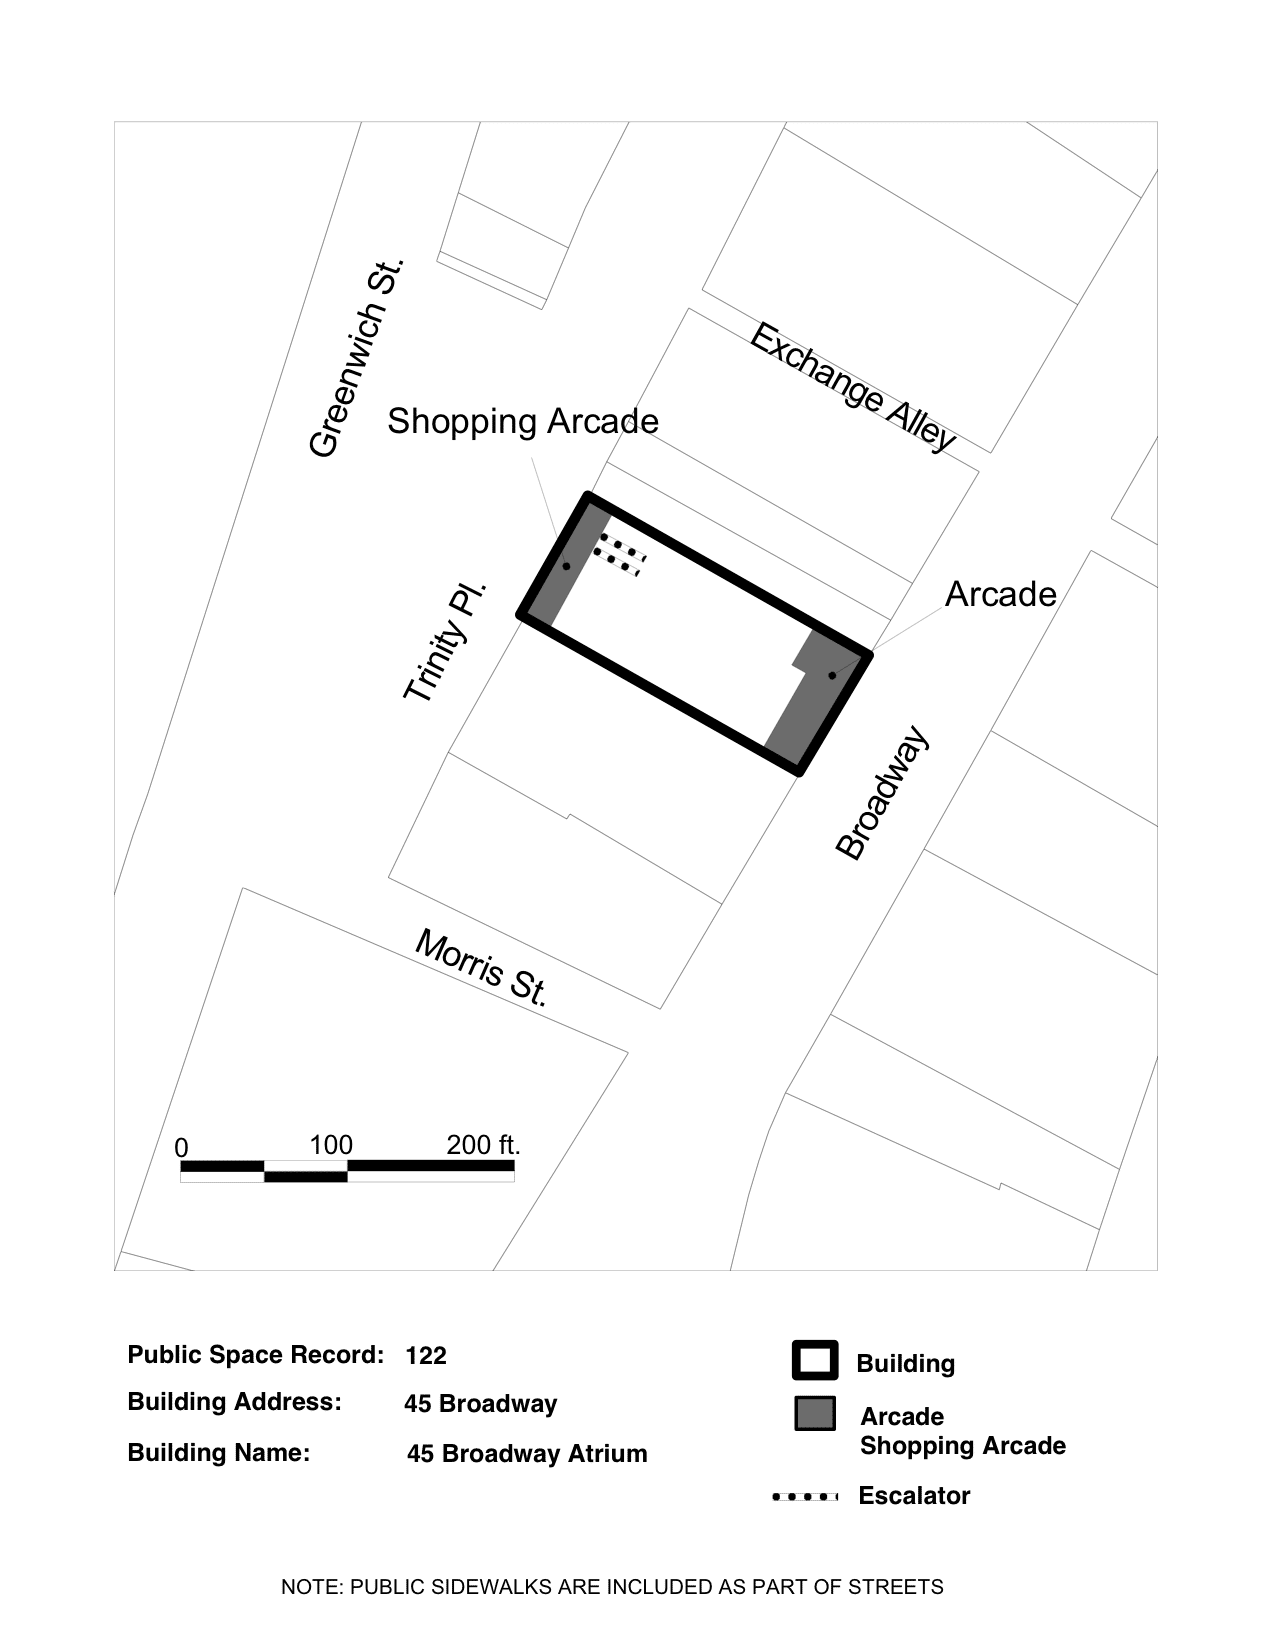 Greenwich St.
Exchange Alley
Shopping Arcade
Arcade
Trinity Pl.
Broadway
Morris St.
0 100 200 ft.
Public Space Record: 122
Building Address: 45 Broadway
Building Name: 45 Broadway Atrium
Building
Arcade
Shopping Arcade
Escalator
NOTE: PUBLIC SIDEWALKS ARE INCLUDED AS PART OF STREETS